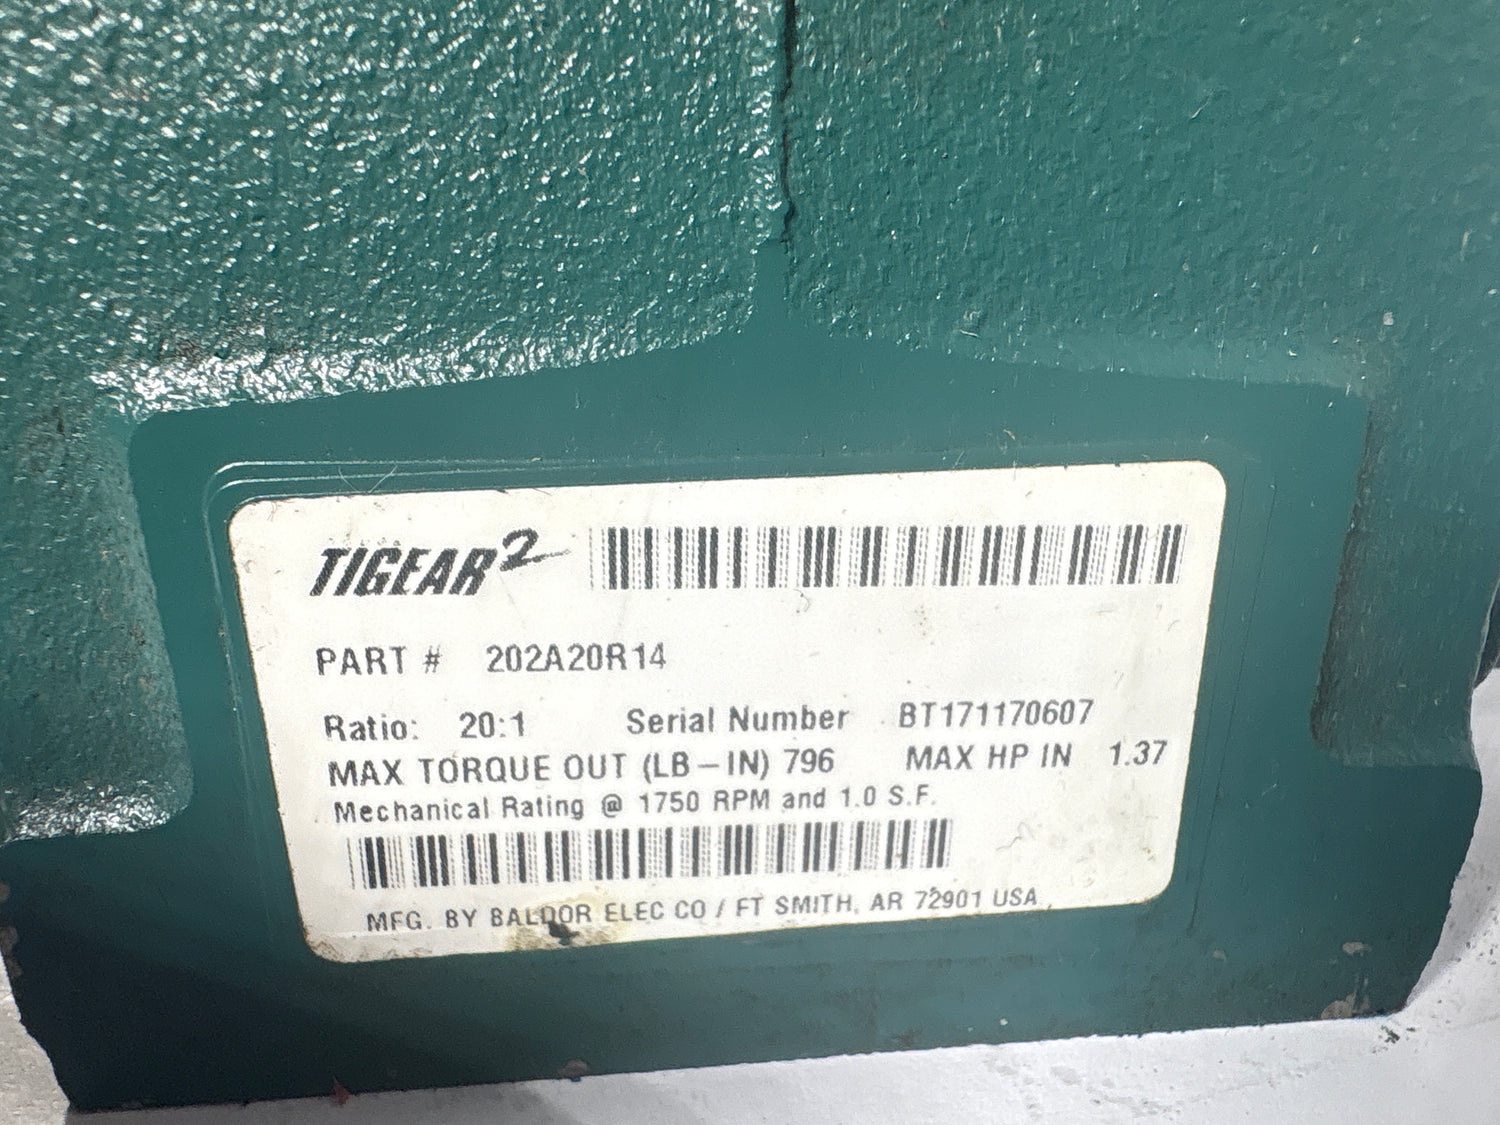 TIGEAR2
PART # 202A20R14
Ratio: 20:1 Serial Number BT171170607
MAX TORQUE OUT (LB-IN) 796 MAX HP IN 1.37
Mechanical Rating @ 1750 RPM and 1.0 S.F.
MFG. BY BALDOR ELEC CO / FT SMITH, AR 72901 USA